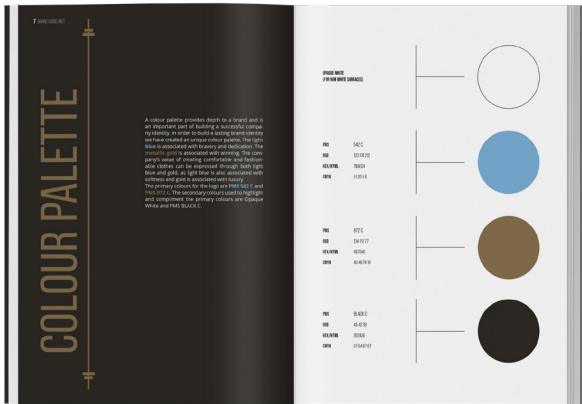 7 BRAND GUIDELINES
COLOUR PALETTE
A colour palette provides depth to a brand and is
an important part of building a successful compa-
ny identity. In order to build a lasting brand identity
we have created an unique colour palette. The light
blue is associated with bravery and dedication. The
metallic gold is associated with winning. The com-
pany's value of creating comfortable and fashion-
able clothes can be expressed through both light
blue and gold, as light blue is also associated with
softness and gold is associated with luxury
The primary colours for the logo are PMS 542 C and
PMS 872 C. The secondary colours used to highlight
and compliment the primary colours are Opaque
White and PMS BLACK C.
OPAQUE WHITE
(FOR NON WHITE SURFACES)
PMS 542 C
RGB
HEX/HTML
CMYK
PMS 872 C
RGB
HEX/HTML
CMYK
PMS BLACK C
RGB
HEX/HTML
CMYK